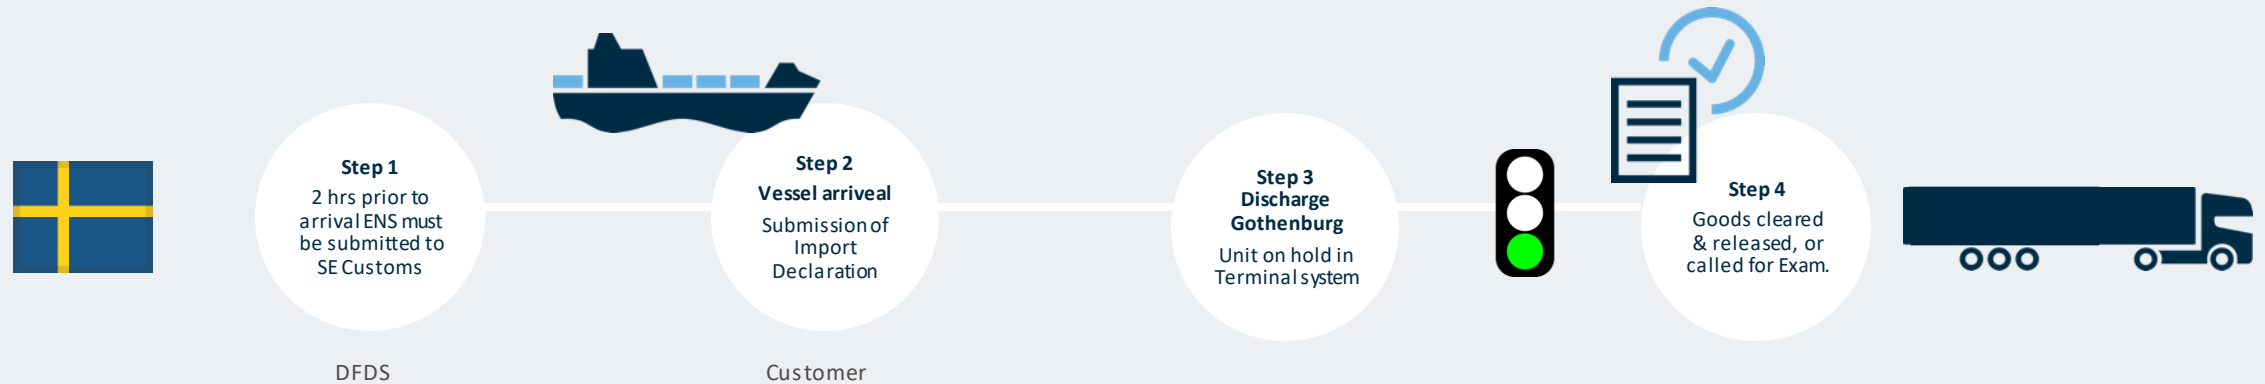 Step 1
2 hrs prior to
arrival ENS must
be submitted to
SE Customs
DFDS
Step 2
Vessel arriveal
Submission of
Import
Declaration
Customer
Step 3
Discharge
Gothenburg
Unit on hold in
Terminal system
Step 4
Goods cleared
& released, or
called for Exam.